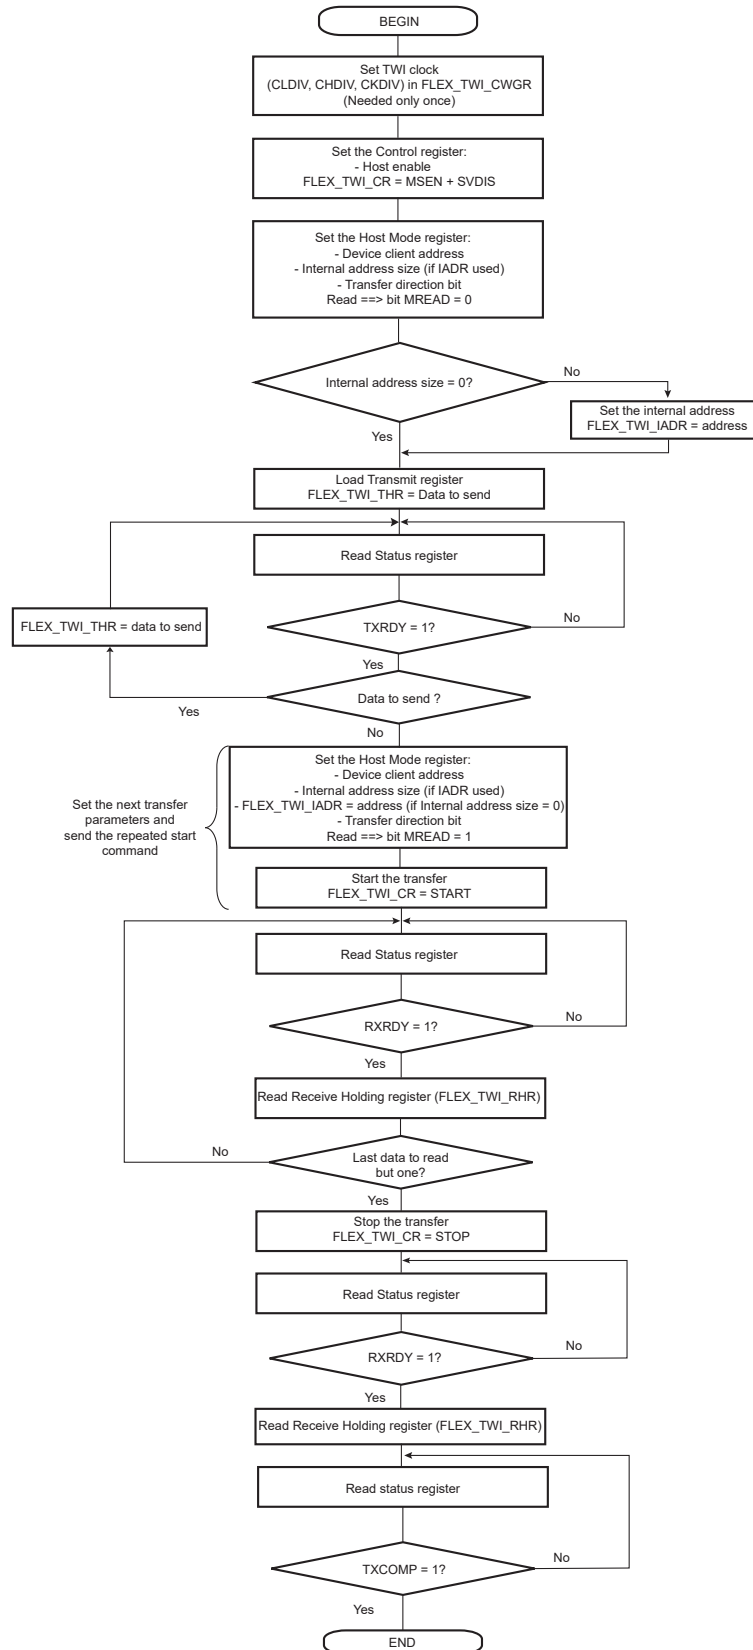 BEGIN
Set TWI clock
(CLDIV, CHDIV, CKDIV) in FLEX_TWI_CWGR
(Needed only once)
Set the Control register:
- Host enable
FLEX_TWI_CR = MSEN + SVDIS
Set the Host Mode register:
- Device client address
- Internal address size (if IADR used)
- Transfer direction bit
Read ==> bit MREAD = 0
Internal address size = 0?
No
Set the internal address
FLEX_TWI_IADR = address
Yes
Load Transmit register
FLEX_TWI_THR = Data to send
Read Status register
FLEX_TWI_THR = data to send
TXRDY = 1?
No
Yes
Data to send ?
Yes
No
Set the next transfer
parameters and
send the repeated start
command
Set the Host Mode register:
- Device client address
- Internal address size (if IADR used)
- FLEX_TWI_IADR = address (if Internal address size = 0)
- Transfer direction bit
Read ==> bit MREAD = 1
Start the transfer
FLEX_TWI_CR = START
Read Status register
RXRDY = 1?
No
Yes
Read Receive Holding register (FLEX_TWI_RHR)
No
Last data to read
but one?
Yes
Stop the transfer
FLEX_TWI_CR = STOP
Read Status register
RXRDY = 1?
No
Yes
Read Receive Holding register (FLEX_TWI_RHR)
Read status register
TXCOMP = 1?
No
Yes
END